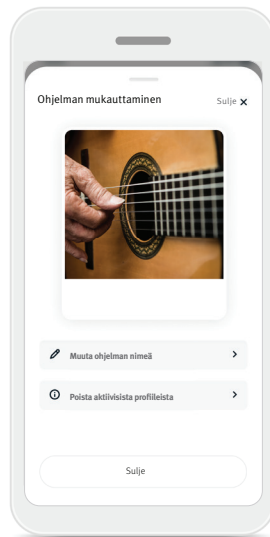 Ohjelman mukauttaminen
Sulje ×
Muuta ohjelman nimeä
Poista aktiivisista profiileista
Sulje